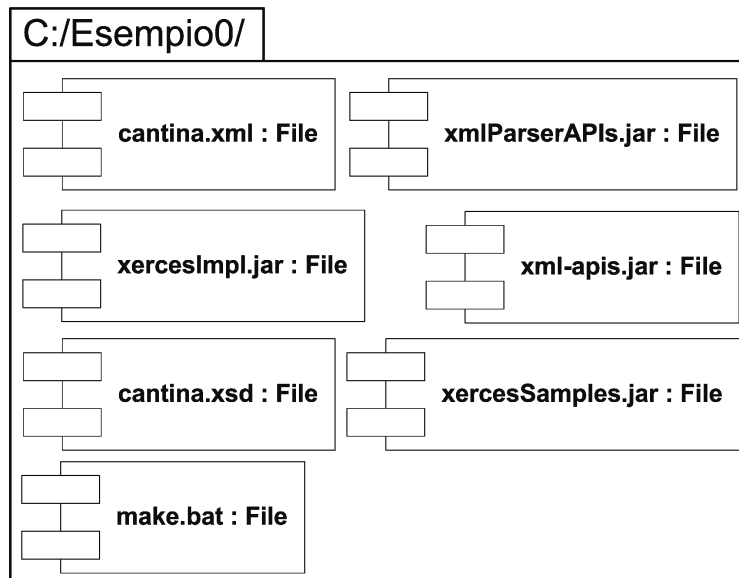 C:/Esempio0/
cantina.xml : File
xmlParserAPIs.jar : File
xercesImpl.jar : File
xml-apis.jar : File
cantina.xsd : File
xercesSamples.jar : File
make.bat : File